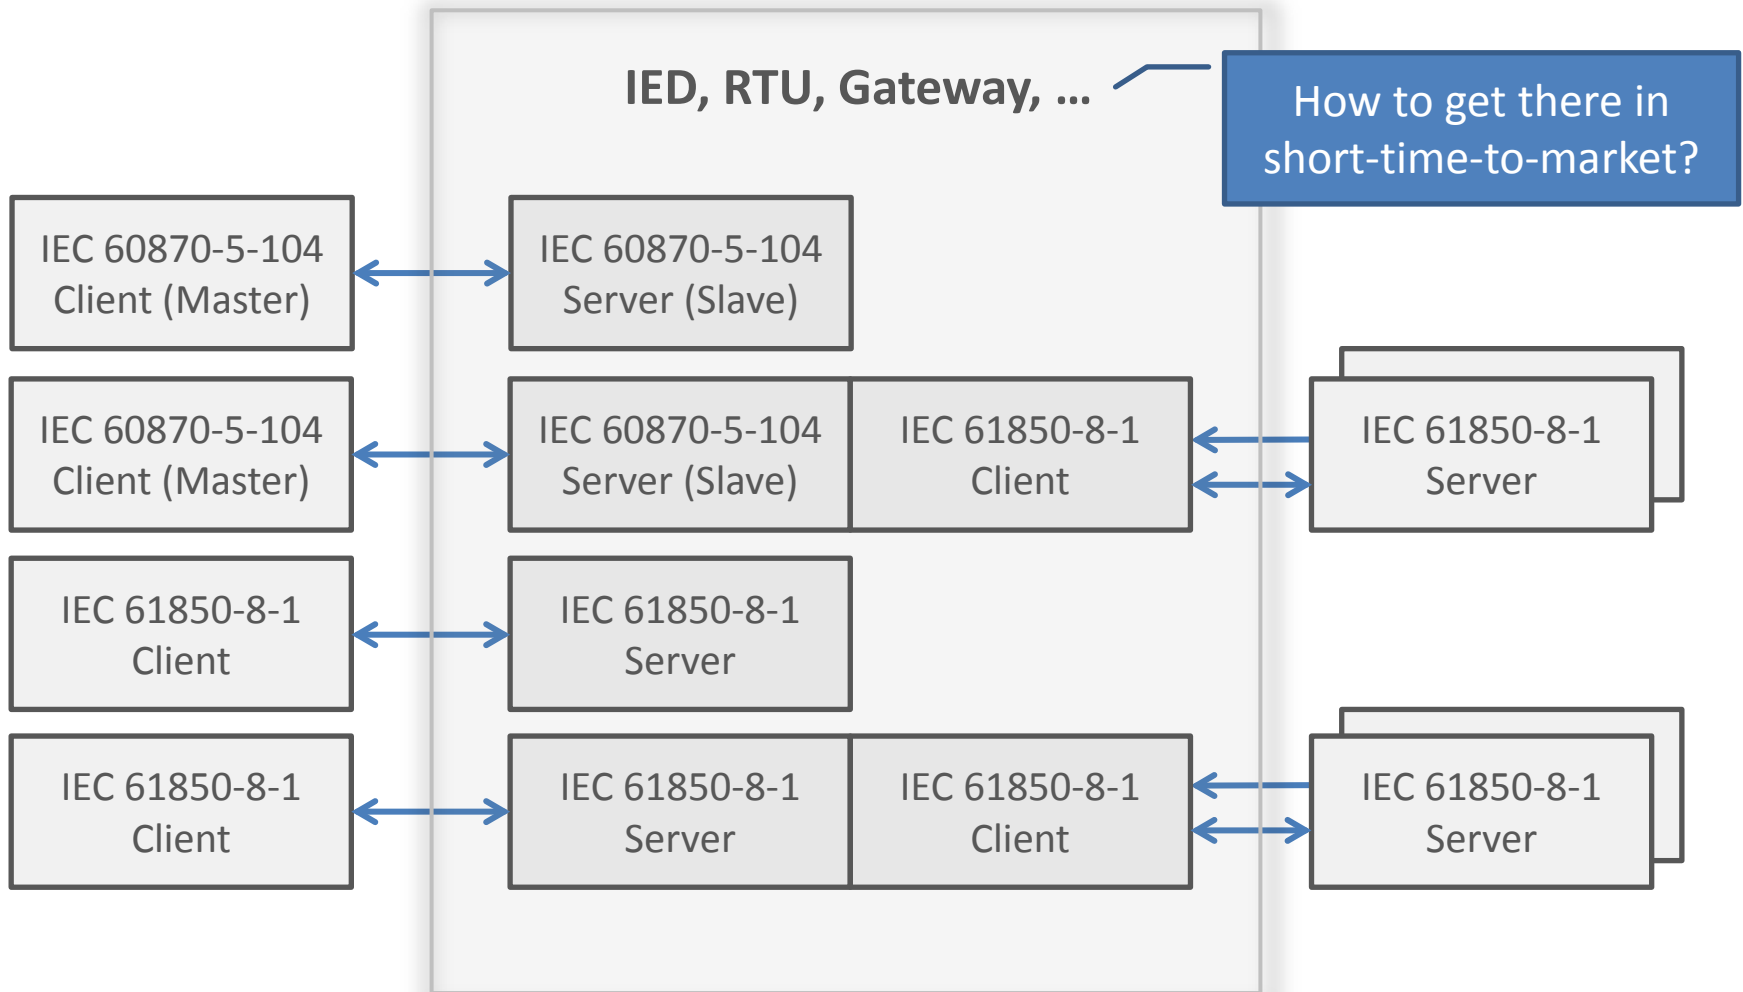 IED, RTU, Gateway, ...
How to get there in
short-time-to-market?
IEC 60870-5-104
Client (Master)
IEC 60870-5-104
Server (Slave)
IEC 60870-5-104
Client (Master)
IEC 60870-5-104
Server (Slave)
IEC 61850-8-1
Client
IEC 61850-8-1
Server
IEC 61850-8-1
Client
IEC 61850-8-1
Server
IEC 61850-8-1
Client
IEC 61850-8-1
Server
IEC 61850-8-1
Client
IEC 61850-8-1
Server